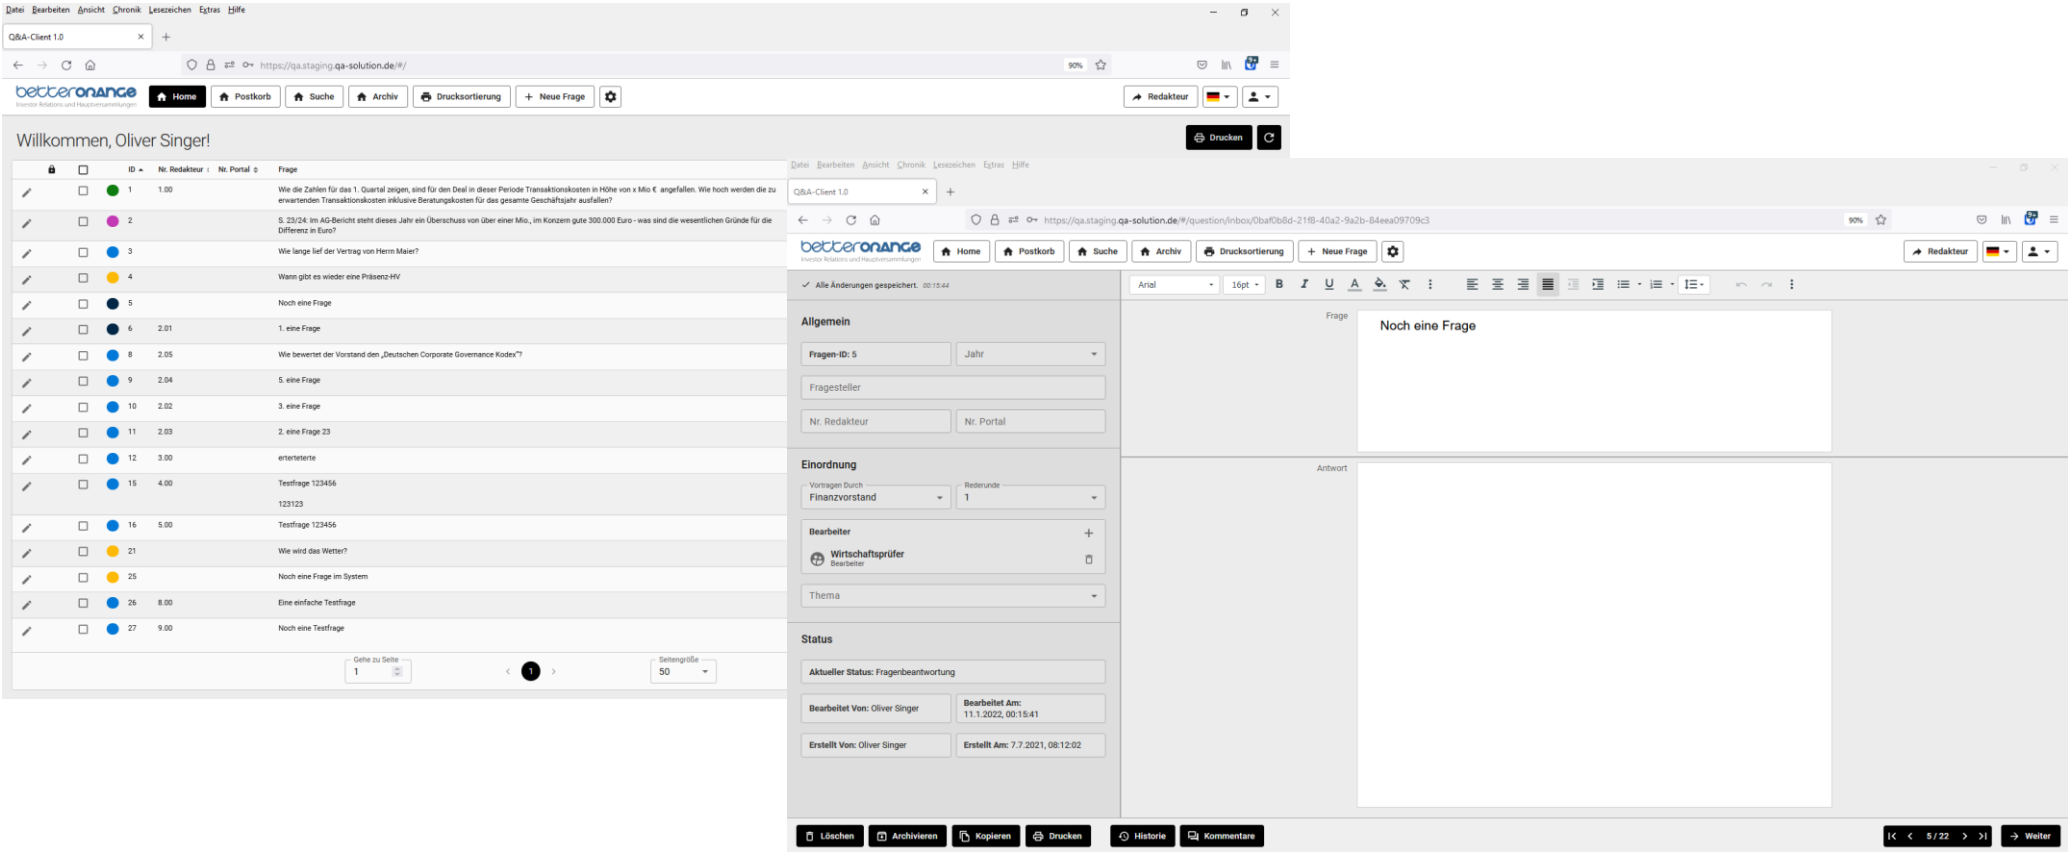 Datei Bearbeiten Ansicht Chronik Lesezeichen Extras Hilfe
Q&A-Client 1.0
https://qa.staging.qa-solution.de/#/
90%
betterorange
Investor Relations und Hauptversammlungen
Home Postkorb Suche Archiv Drucksortierung + Neue Frage
Redakteur
Willkommen, Oliver Singer!
Drucken
ID Nr. Redakteur Nr. Portal Frage
1 1.00 Wie die Zahlen für das 1. Quartal zeigen, sind für den Deal in dieser Periode Transaktionskosten in Höhe von x Mio € angefallen. Wie hoch werden die zu
erwartenden Transaktionskosten inklusive Beratungskosten für das gesamte Geschäftsjahr ausfallen?
2 S. 23/24: Im AG-Bericht steht dieses Jahr ein Überschuss von über einer Mio., im Konzern gute 300.000 Euro - was sind die wesentlichen Gründe für die
Differenz in Euro?
3 Wie lange lief der Vertrag von Herrn Maier?
4 Wann gibt es wieder eine Präsenz-HV
5 Noch eine Frage
6 2.01 1. eine Frage
8 2.05 Wie bewertet der Vorstand den „Deutschen Corporate Governance Kodex“?
9 2.04 5. eine Frage
10 2.02 3. eine Frage
11 2.03 2. eine Frage 23
12 3.00 erterteterte
15 4.00 Testfrage 123456
123123
16 5.00 Testfrage 123456
21 Wie wird das Wetter?
25 Noch eine Frage im System
26 8.00 Eine einfache Testfrage
27 9.00 Noch eine Testfrage
Gehe zu Seite
1
1
Seitengröße
50
Datei Bearbeiten Ansicht Chronik Lesezeichen Extras Hilfe
Q&A-Client 1.0
https://qa.staging.qa-solution.de/#/question/inbox/0baf0b8d-21f8-40a2-9a2b-84eea09709c3
90%
betterorange
Investor Relations und Hauptversammlungen
Home Postkorb Suche Archiv Drucksortierung + Neue Frage
Redakteur
Alle Änderungen gespeichert. 00:15:44
Arial 16pt B I U A
Allgemein
Fragen-ID: 5 Jahr
Fragesteller
Nr. Redakteur Nr. Portal
Einordnung
Vortragen Durch Rederunde
Finanzvorstand 1
Bearbeiter
Wirtschaftsprüfer
Bearbeiter
Thema
Status
Aktueller Status: Fragenbeantwortung
Bearbeitet Von: Oliver Singer
Bearbeitet Am:
11.1.2022, 00:15:41
Erstellt Von: Oliver Singer Erstellt Am: 7.7.2021, 08:12:02
Frage
Noch eine Frage
Antwort
Löschen Archivieren Kopieren Drucken Historie Kommentare
5 / 22
Weiter